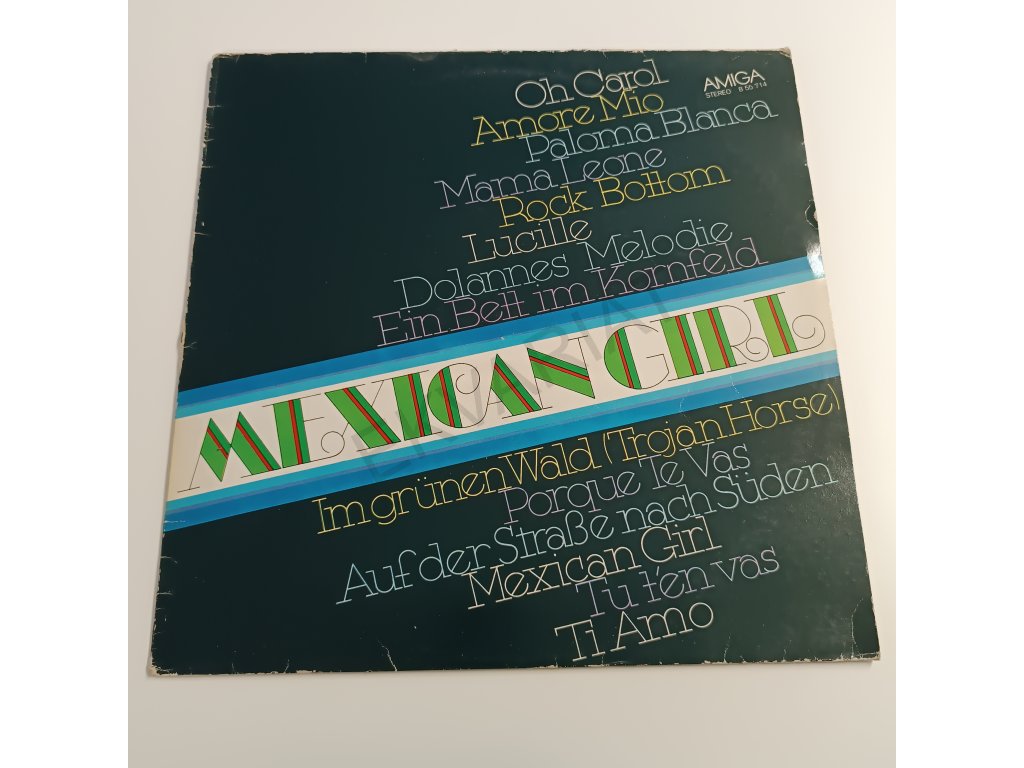 Oh Carol
AMIGA
STEREO 8 55 714
Amore Mio
Paloma Blanca
Mama Leone
Rock Bottom
Lucille
Dolannes Melodie
Ein Bett im Kornfeld
MEXICAN GIRL
Im grünen Wald (Trojan Horse)
Porque Te Vas
Auf der Straße nach Süden
Mexican Girl
Tu t'en vas
Ti Amo